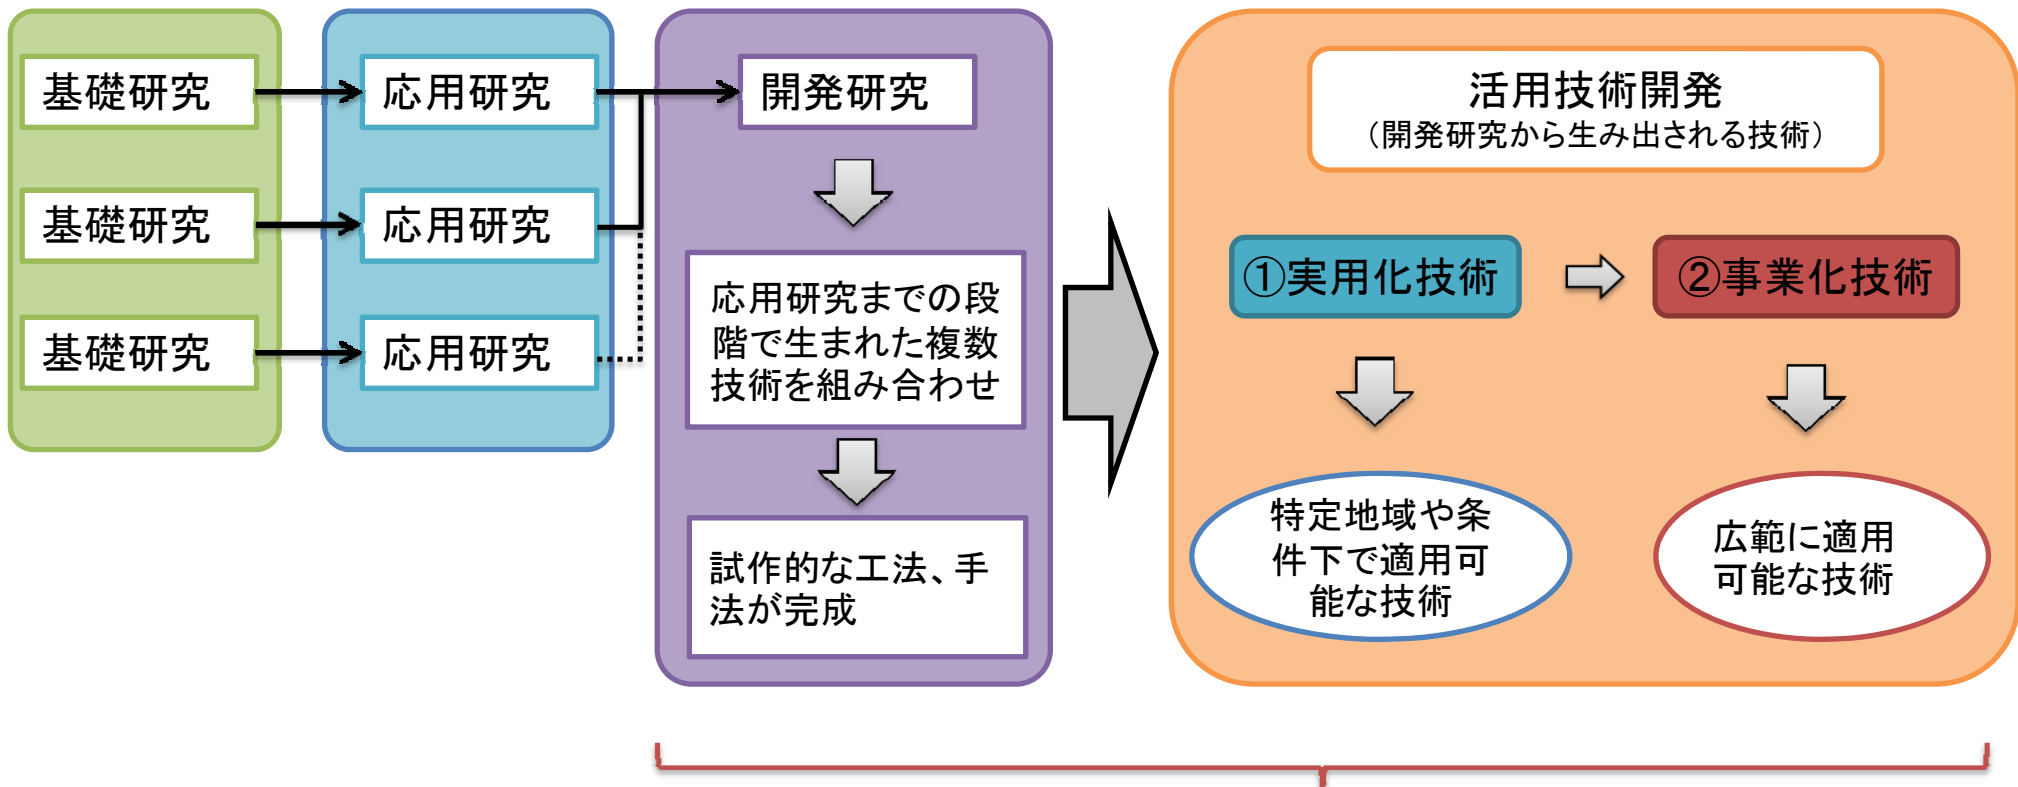 基礎研究
基礎研究
基礎研究
応用研究
応用研究
応用研究
開発研究
応用研究までの段
階で生まれた複数
技術を組み合わせ
試作的な工法、手
法が完成
活用技術開発
（開発研究から生み出される技術）
①実用化技術
②事業化技術
特定地域や条
件下で適用可
能な技術
広範に適用
可能な技術